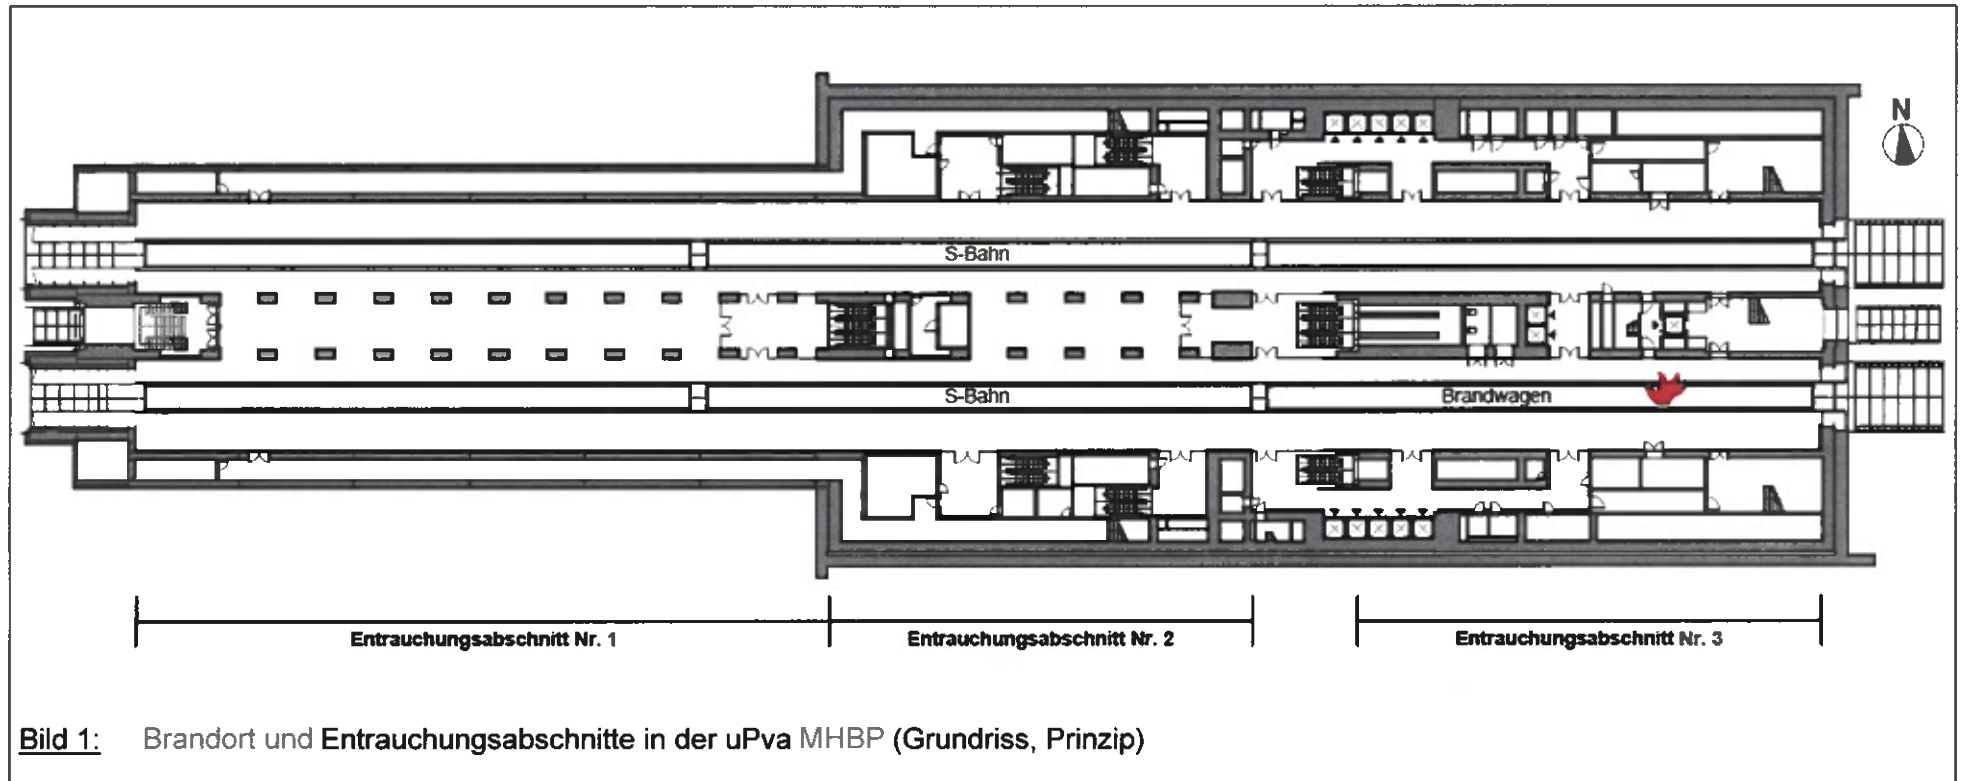 N
S-Bahn
S-Bahn
Brandwagen
Entrauchungsabschnitt Nr. 1
Entrauchungsabschnitt Nr. 2
Entrauchungsabschnitt Nr. 3
Bild 1: Brandort und Entrauchungsabschnitte in der uPva MHBP (Grundriss, Prinzip)